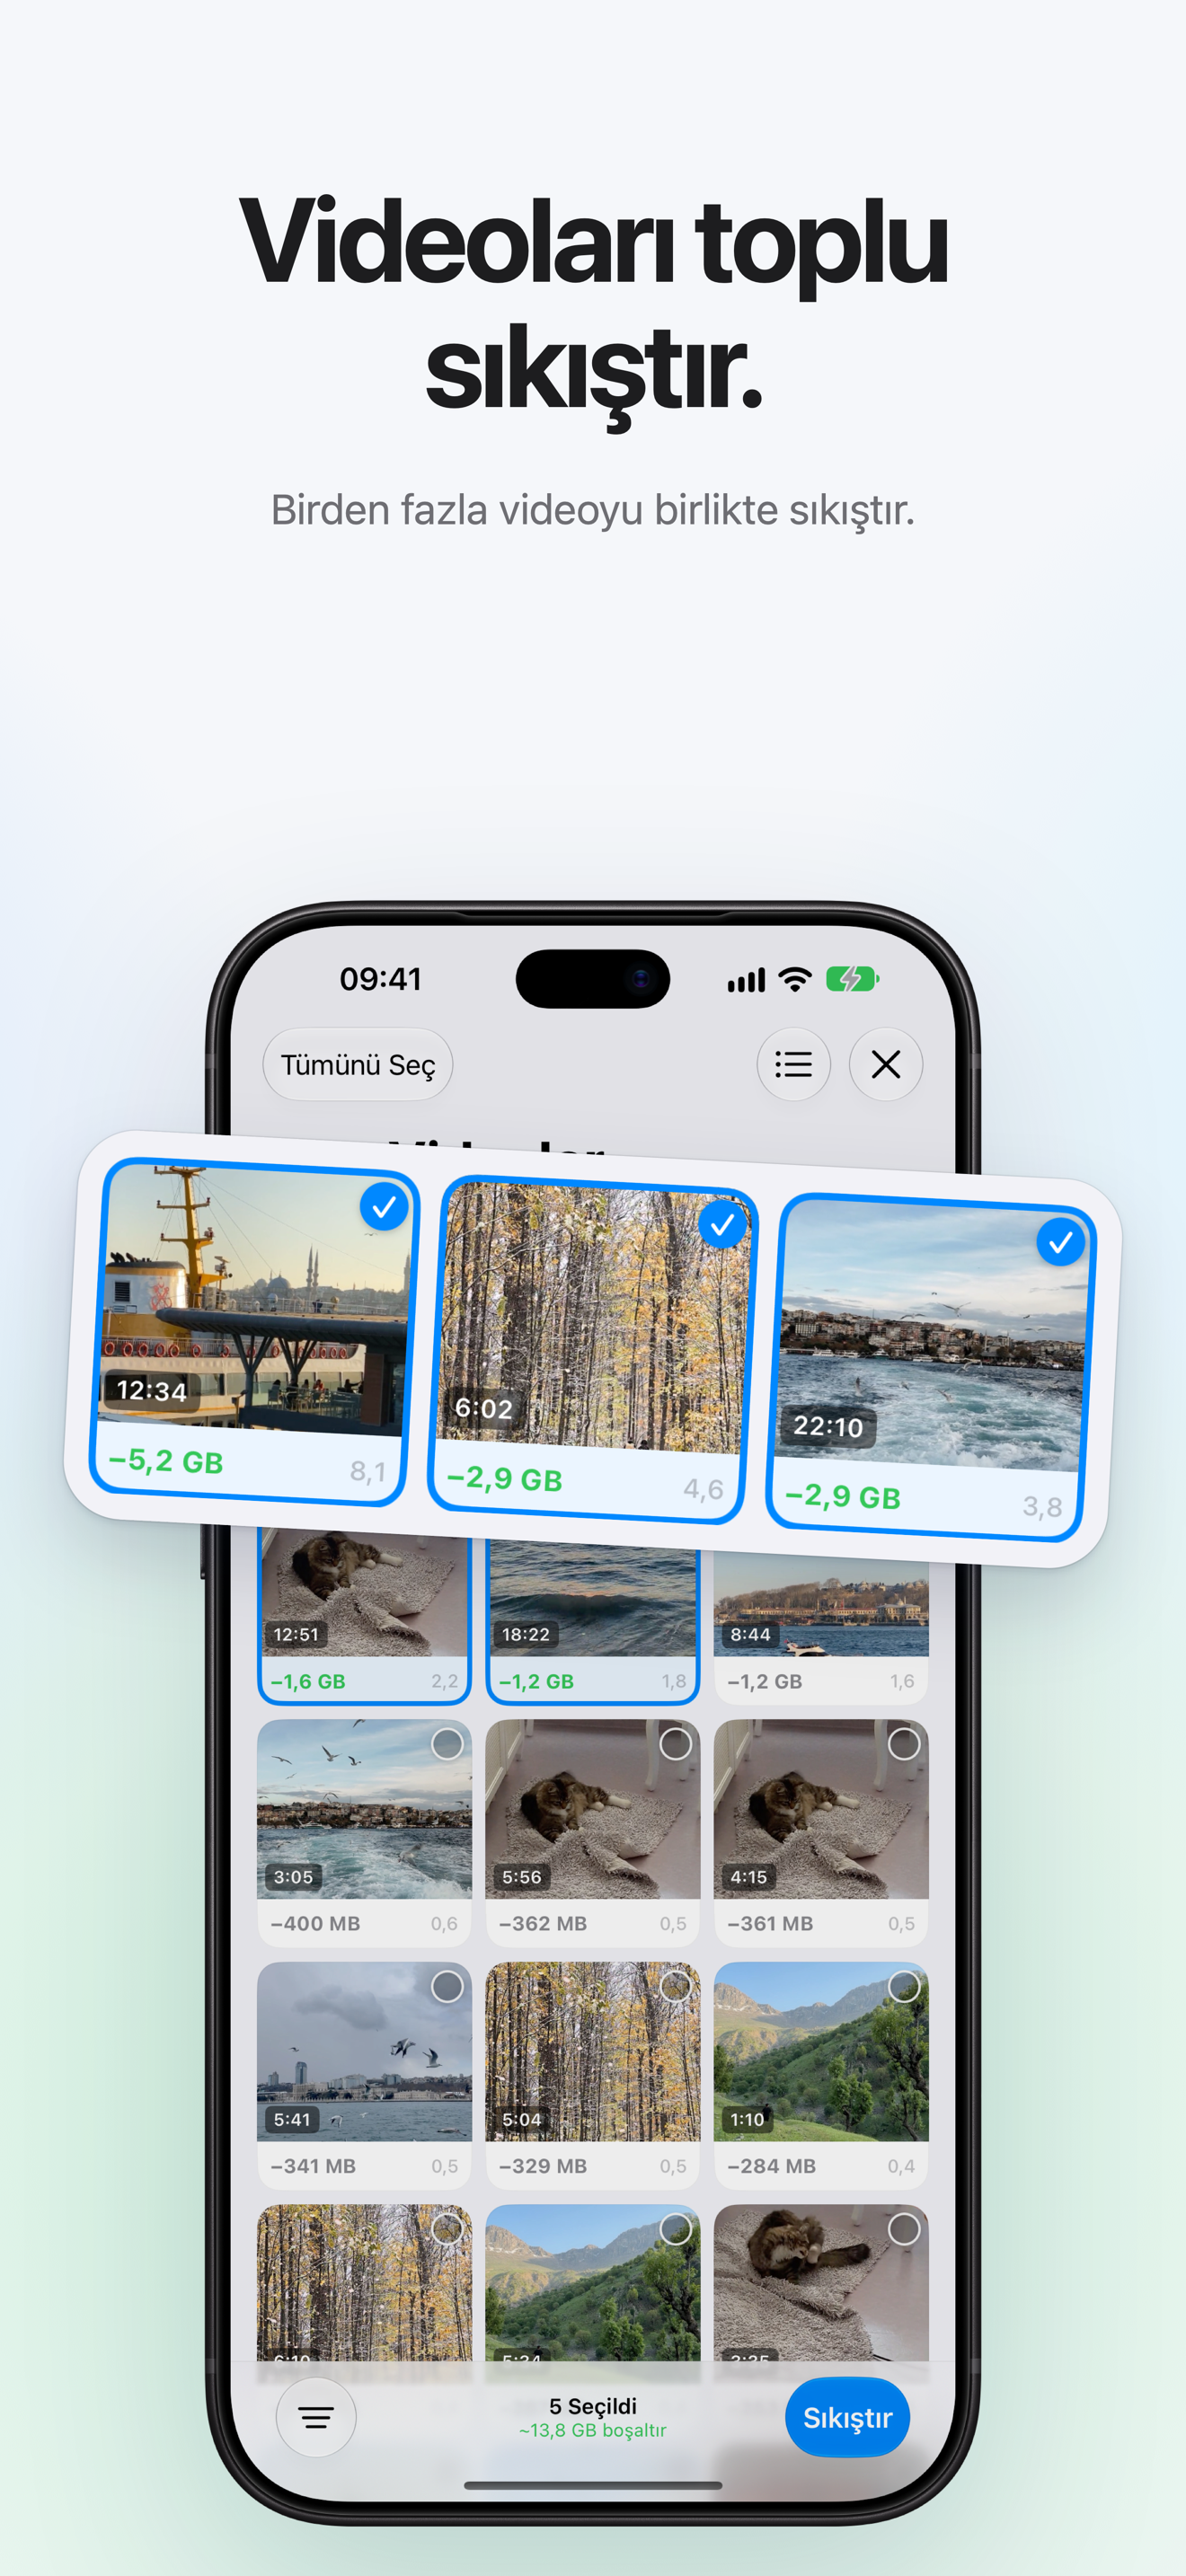 Videoları toplu
sıkıştır.
Birden fazla videoyu birlikte sıkıştır.
09:41
Tümünü Seç
12:34
6:02
22:10
−5,2 GB 8,1
−2,9 GB 4,6
−2,9 GB 3,8
12:51
18:22
8:44
−1,6 GB 2,2
−1,2 GB 1,8
−1,2 GB 1,6
3:05
5:56
4:15
−400 MB 0,6
−362 MB 0,5
−361 MB 0,5
5:41
5:04
1:10
−341 MB 0,5
−329 MB 0,5
−284 MB 0,4
5 Seçildi
~13,8 GB boşaltır
Sıkıştır